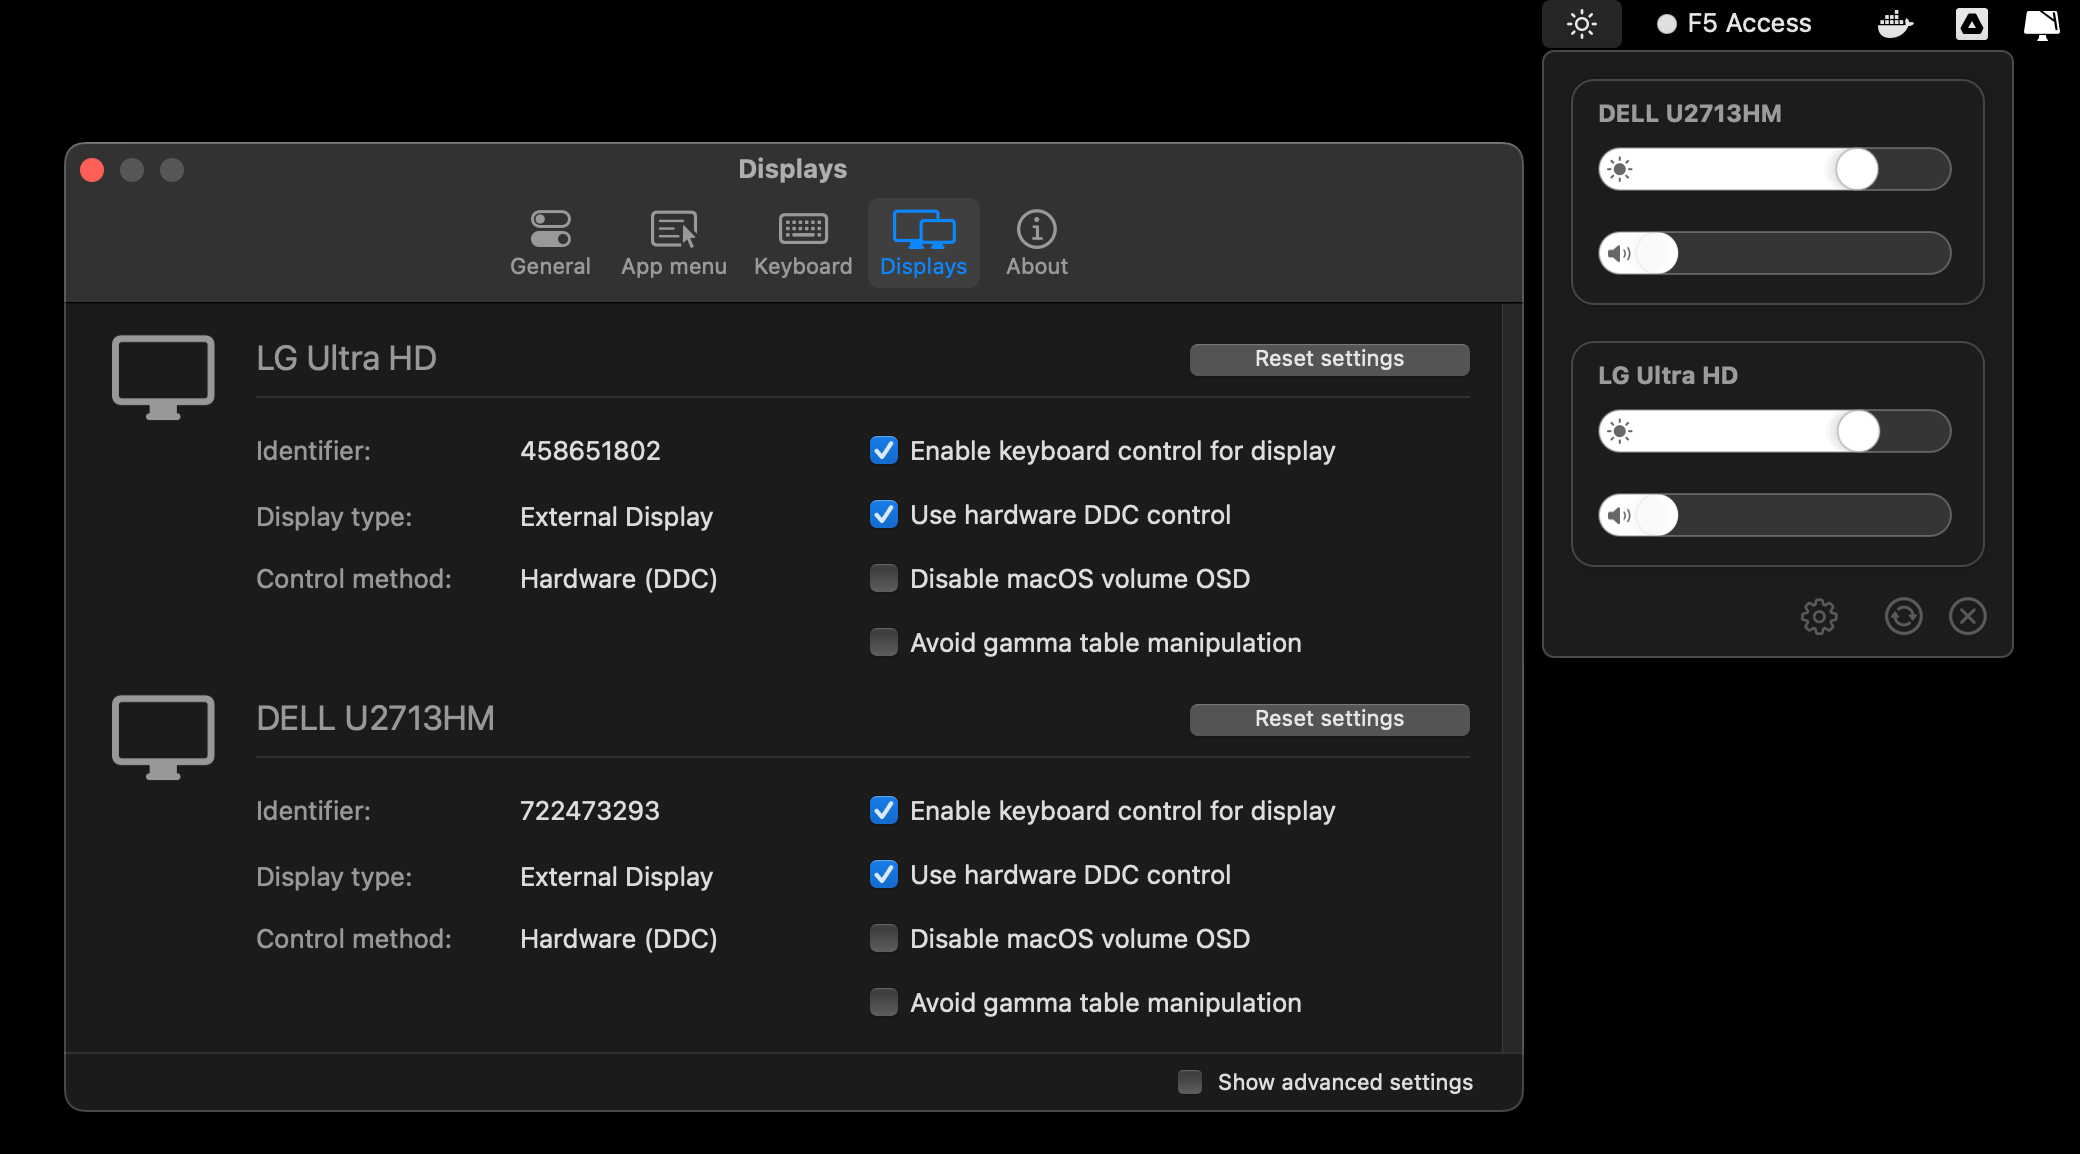 F5 Access
DELL U2713HM
LG Ultra HD
Displays
General
App menu
Keyboard
Displays
About
LG Ultra HD
Reset settings
Identifier:
458651802
Enable keyboard control for display
Display type:
External Display
Use hardware DDC control
Control method:
Hardware (DDC)
Disable macOS volume OSD
Avoid gamma table manipulation
DELL U2713HM
Reset settings
Identifier:
722473293
Enable keyboard control for display
Display type:
External Display
Use hardware DDC control
Control method:
Hardware (DDC)
Disable macOS volume OSD
Avoid gamma table manipulation
Show advanced settings